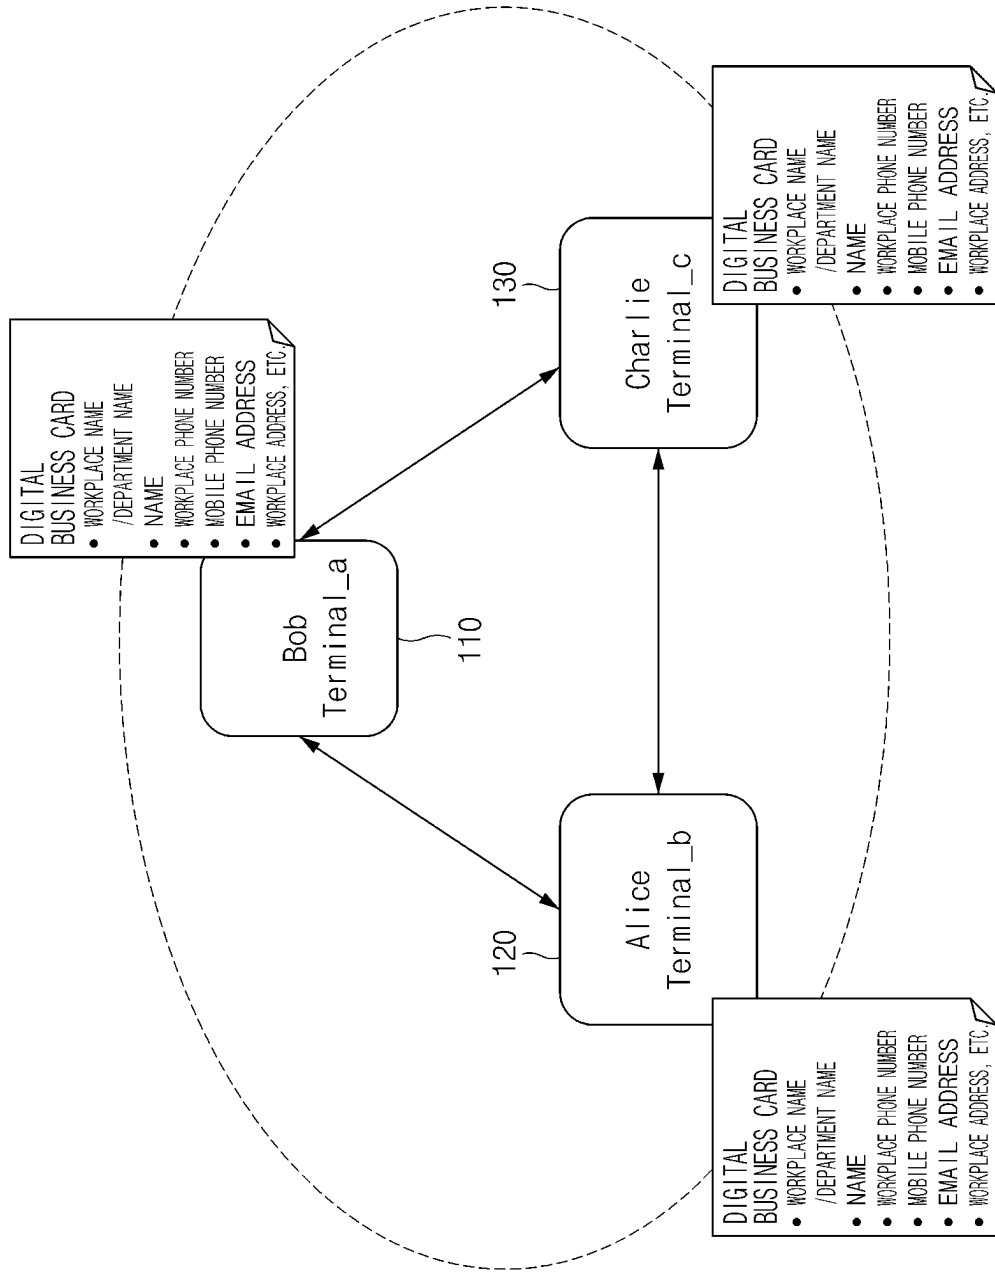 DIGITAL
BUSINESS CARD
• WORKPLACE NAME
/DEPARTMENT NAME
• NAME
• WORKPLACE PHONE NUMBER
• MOBILE PHONE NUMBER
• EMAIL ADDRESS
• WORKPLACE ADDRESS, ETC.
Bob
Terminal_a
110
120
Alice
Terminal_b
DIGITAL
BUSINESS CARD
• WORKPLACE NAME
/DEPARTMENT NAME
• NAME
• WORKPLACE PHONE NUMBER
• MOBILE PHONE NUMBER
• EMAIL ADDRESS
• WORKPLACE ADDRESS, ETC.
130
Charlie
Terminal_c
DIGITAL
BUSINESS CARD
• WORKPLACE NAME
/DEPARTMENT NAME
• NAME
• WORKPLACE PHONE NUMBER
• MOBILE PHONE NUMBER
• EMAIL ADDRESS
• WORKPLACE ADDRESS, ETC.